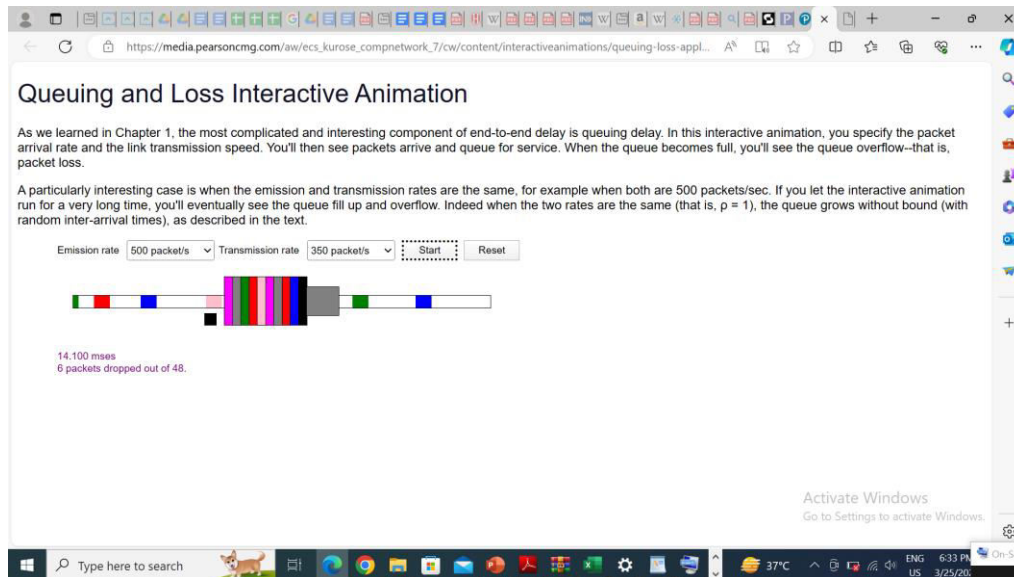 https://media.pearsoncmg.com/aw/ecs_kurose_compnetwork_7/cw/content/interactiveanimations/queuing-loss-appl...
Queuing and Loss Interactive Animation
As we learned in Chapter 1, the most complicated and interesting component of end-to-end delay is queuing delay. In this interactive animation, you specify the packet
arrival rate and the link transmission speed. You'll then see packets arrive and queue for service. When the queue becomes full, you'll see the queue overflow--that is,
packet loss.
A particularly interesting case is when the emission and transmission rates are the same, for example when both are 500 packets/sec. If you let the interactive animation
run for a very long time, you'll eventually see the queue fill up and overflow. Indeed when the two rates are the same (that is, ρ = 1), the queue grows without bound (with
random inter-arrival times), as described in the text.
Emission rate 500 packet/s Transmission rate 350 packet/s Start Reset
14.100 mses
6 packets dropped out of 48.
Activate Windows
Go to Settings to activate Windows.
Type here to search 37°C ENG 6:33 PM
US 3/25/20
On-S